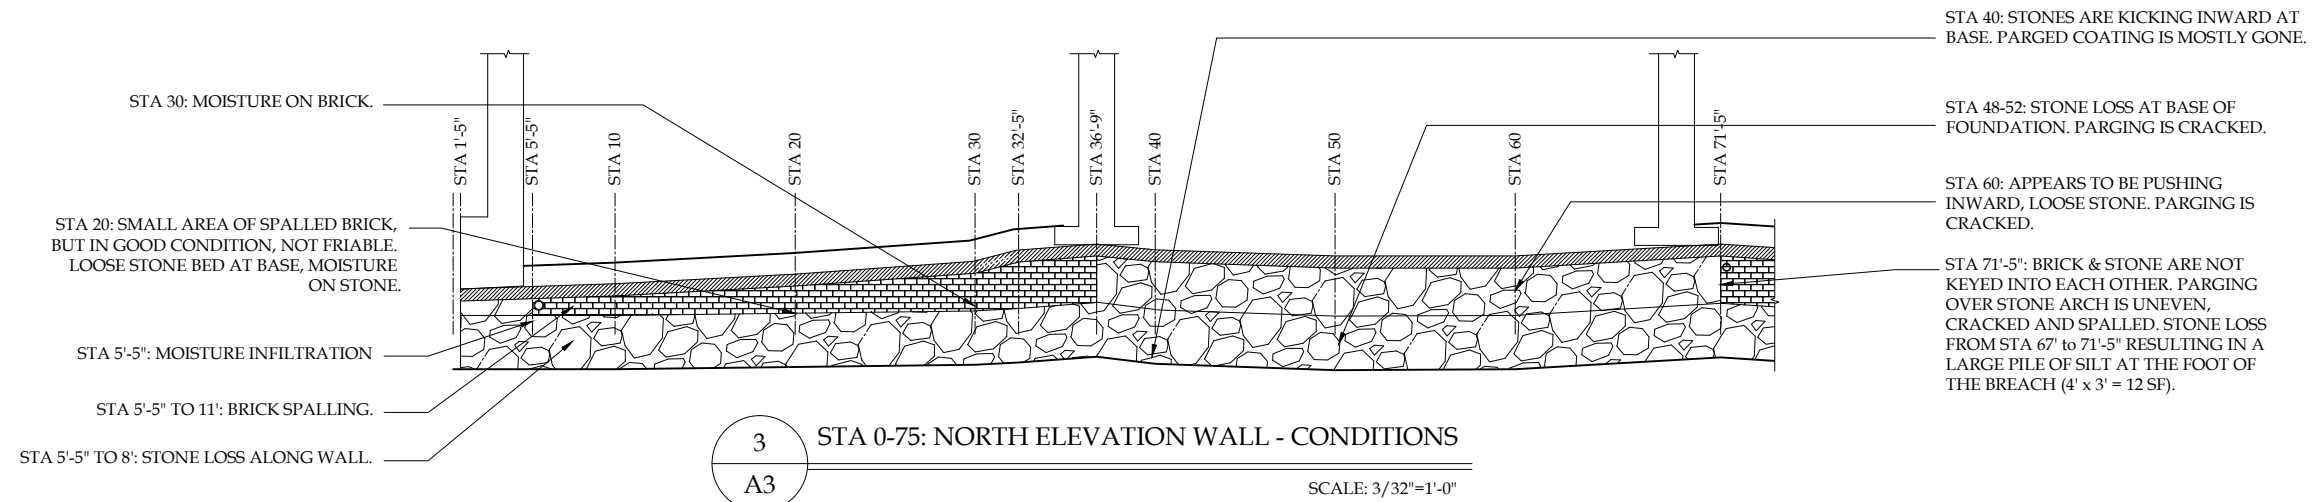 STA 30: MOISTURE ON BRICK.
STA 20: SMALL AREA OF SPALLED BRICK,
BUT IN GOOD CONDITION, NOT FRIABLE.
LOOSE STONE BED AT BASE, MOISTURE
ON STONE.
STA 5'-5": MOISTURE INFILTRATION
STA 5'-5" TO 11': BRICK SPALLING.
STA 5'-5" TO 8': STONE LOSS ALONG WALL.
STA 1'-5"
STA 5'-5"
STA 10
STA 20
STA 30
STA 32'-5"
STA 36'-9"
STA 40
STA 50
STA 60
STA 71'-5"
STA 40: STONES ARE KICKING INWARD AT
BASE. PARGED COATING IS MOSTLY GONE.
STA 48-52: STONE LOSS AT BASE OF
FOUNDATION. PARGING IS CRACKED.
STA 60: APPEARS TO BE PUSHING
INWARD, LOOSE STONE. PARGING IS
CRACKED.
STA 71'-5": BRICK & STONE ARE NOT
KEYED INTO EACH OTHER. PARGING
OVER STONE ARCH IS UNEVEN,
CRACKED AND SPALLED. STONE LOSS
FROM STA 67' to 71'-5" RESULTING IN A
LARGE PILE OF SILT AT THE FOOT OF
THE BREACH (4' x 3' = 12 SF).
3
A3
STA 0-75: NORTH ELEVATION WALL - CONDITIONS
SCALE: 3/32"=1'-0"